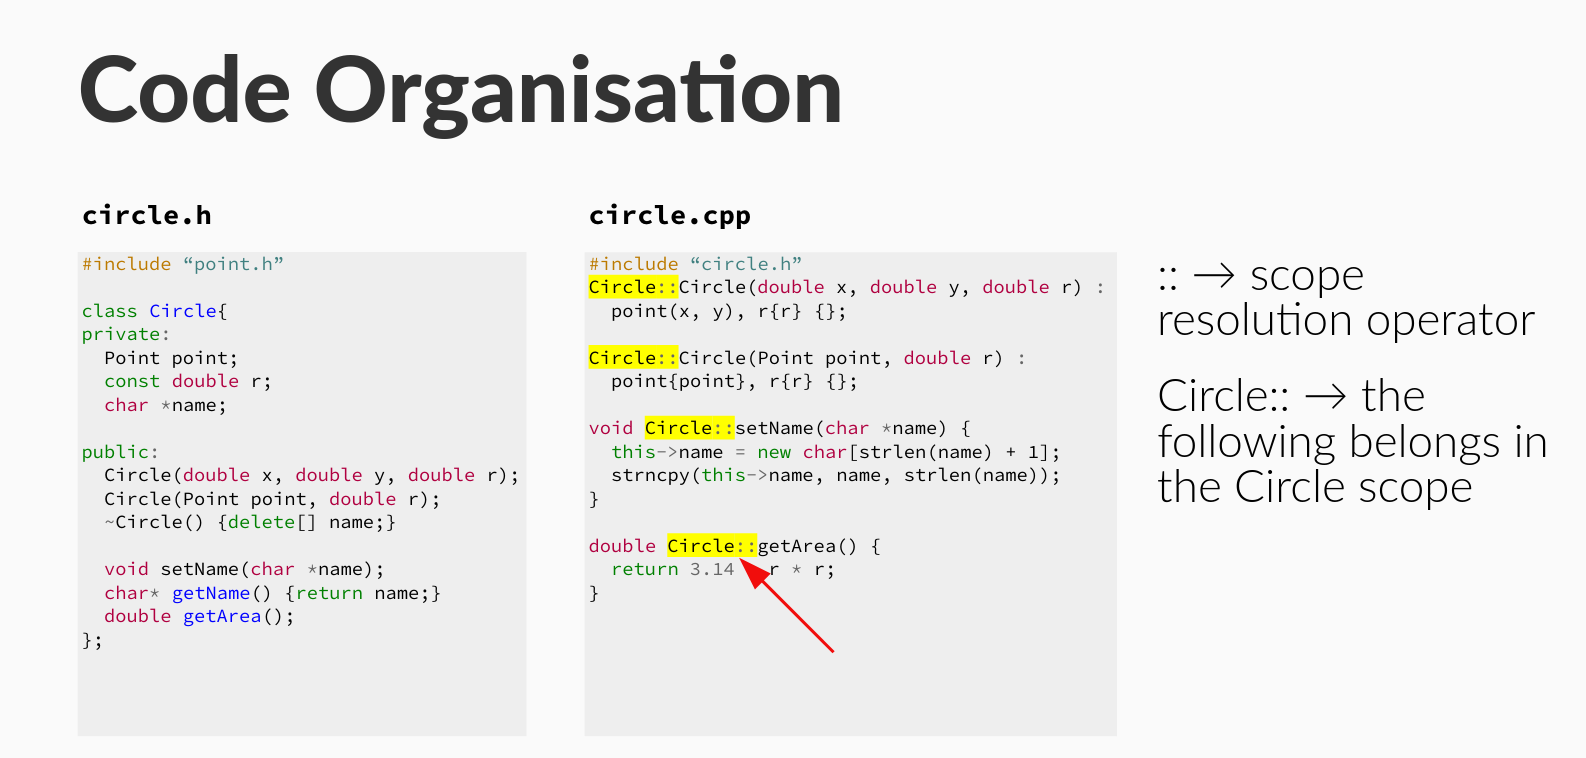 Code Organisation
circle.h
#include “point.h”
class Circle{
private:
  Point point;
  const double r;
  char *name;
public:
  Circle(double x, double y, double r);
  Circle(Point point, double r);
  ~Circle() {delete[] name;}
  void setName(char *name);
  char* getName() {return name;}
  double getArea();
};
circle.cpp
#include “circle.h”
Circle::Circle(double x, double y, double r) :
  point(x, y), r{r} {};
Circle::Circle(Point point, double r) :
  point{point}, r{r} {};
void Circle::setName(char *name) {
  this->name = new char[strlen(name) + 1];
  strncpy(this->name, name, strlen(name));
}
double Circle::getArea() {
  return 3.14   r * r;
}
:: → scope
resolution operator
Circle:: → the
following belongs in
the Circle scope